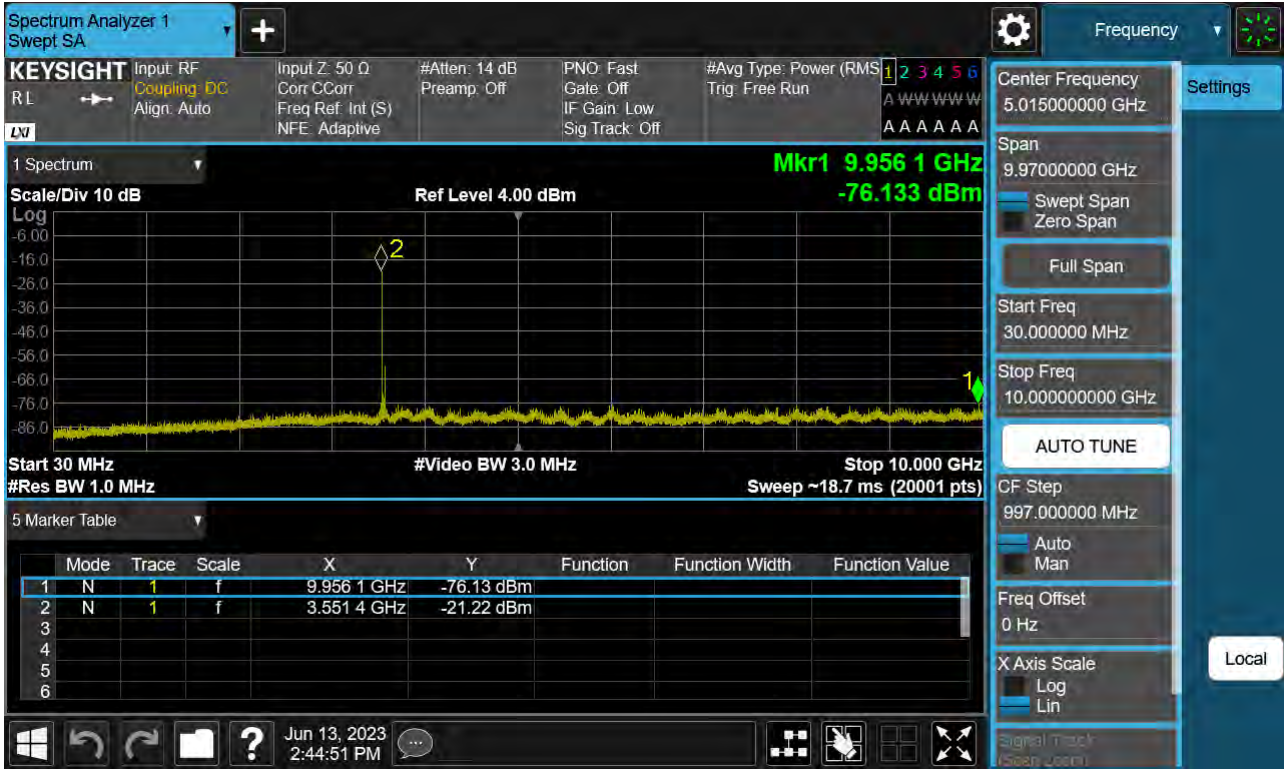 Spectrum Analyzer 1
Swept SA
+
Frequency
KEYSIGHT
RL
LXI
Input: RF
Coupling: DC
Align: Auto
Input Z: 50 Ω
Corr CCorr
Freq Ref: Int (S)
NFE: Adaptive
#Atten: 14 dB
Preamp: Off
PNO: Fast
Gate: Off
IF Gain: Low
Sig Track: Off
#Avg Type: Power (RMS
Trig: Free Run
1 2 3 4 5 6
A W W W W W
A A A A A A
1 Spectrum
Mkr1 9.956 1 GHz
Scale/Div 10 dB
Ref Level 4.00 dBm
-76.133 dBm
Log
-6.00
-16.0
-26.0
-36.0
-46.0
-56.0
-66.0
-76.0
-86.0
2
1
Start 30 MHz
#Video BW 3.0 MHz
Stop 10.000 GHz
#Res BW 1.0 MHz
Sweep ~18.7 ms (20001 pts)
5 Marker Table
Mode Trace Scale X Y Function Function Width Function Value
1 N 1 f 9.956 1 GHz -76.13 dBm
2 N 1 f 3.551 4 GHz -21.22 dBm
3
4
5
6
Center Frequency
5.015000000 GHz
Span
9.97000000 GHz
Swept Span
Zero Span
Full Span
Start Freq
30.000000 MHz
Stop Freq
10.000000000 GHz
AUTO TUNE
CF Step
997.000000 MHz
Auto
Man
Freq Offset
0 Hz
X Axis Scale
Log
Lin
Signal Track
(Span Zoom)
Settings
Local
?
Jun 13, 2023
2:44:51 PM